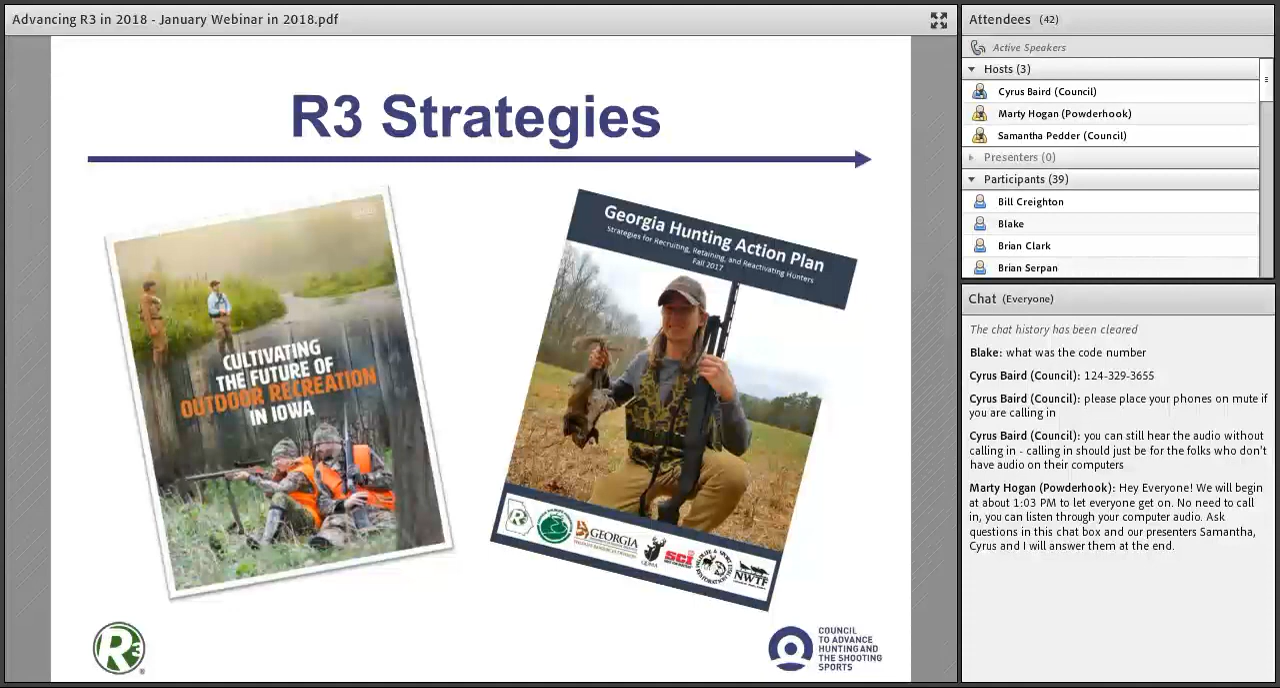 Advancing R3 in 2018 - January Webinar in 2018.pdf
R3 Strategies
CULTIVATING
THE FUTURE OF
OUTDOOR RECREATION
IN IOWA
Georgia Hunting Action Plan
Strategies for Recruiting, Retaining, and Reactivating Hunters
Fall 2017
R3
GEORGIA
QDMA
SCI
NWTF
R3
®
COUNCIL
TO ADVANCE
HUNTING AND
THE SHOOTING
SPORTS
Attendees (42)
Active Speakers
Hosts (3)
Cyrus Baird (Council)
Marty Hogan (Powderhook)
Samantha Pedder (Council)
Presenters (0)
Participants (39)
Bill Creighton
Blake
Brian Clark
Brian Serpan
Chat (Everyone)
The chat history has been cleared
Blake: what was the code number
Cyrus Baird (Council): 124-329-3655
Cyrus Baird (Council): please place your phones on mute if
you are calling in
Cyrus Baird (Council): you can still hear the audio without
calling in - calling in should just be for the folks who don't
have audio on their computers
Marty Hogan (Powderhook): Hey Everyone! We will begin
at about 1:03 PM to let everyone get on. No need to call
in, you can listen through your computer audio. Ask
questions in this chat box and our presenters Samantha,
Cyrus and I will answer them at the end.